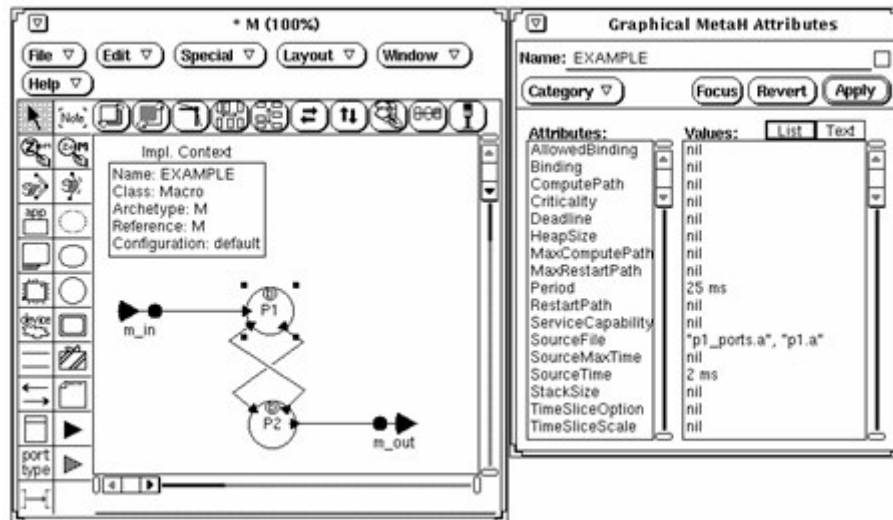 * M (100%)
File Edit Special Layout Window
Help
Note
Impl. Context
Name: EXAMPLE
Class: Macro
Archetype: M
Reference: M
Configuration: default
app
device
port
type
m_in
P1
P2
m_out
Graphical MetaH Attributes
Name: EXAMPLE
Category Focus Revert Apply
Attributes: Values: List Text
AllowedBinding nil
Binding nil
ComputePath nil
Criticality nil
Deadline nil
HeapSize nil
MaxComputePath nil
MaxRestartPath nil
Period 25 ms
RestartPath nil
ServiceCapability nil
SourceFile "p1_ports.a", "p1.a"
SourceMaxTime nil
SourceTime 2 ms
StackSize nil
TimeSliceOption nil
TimeSliceScale nil